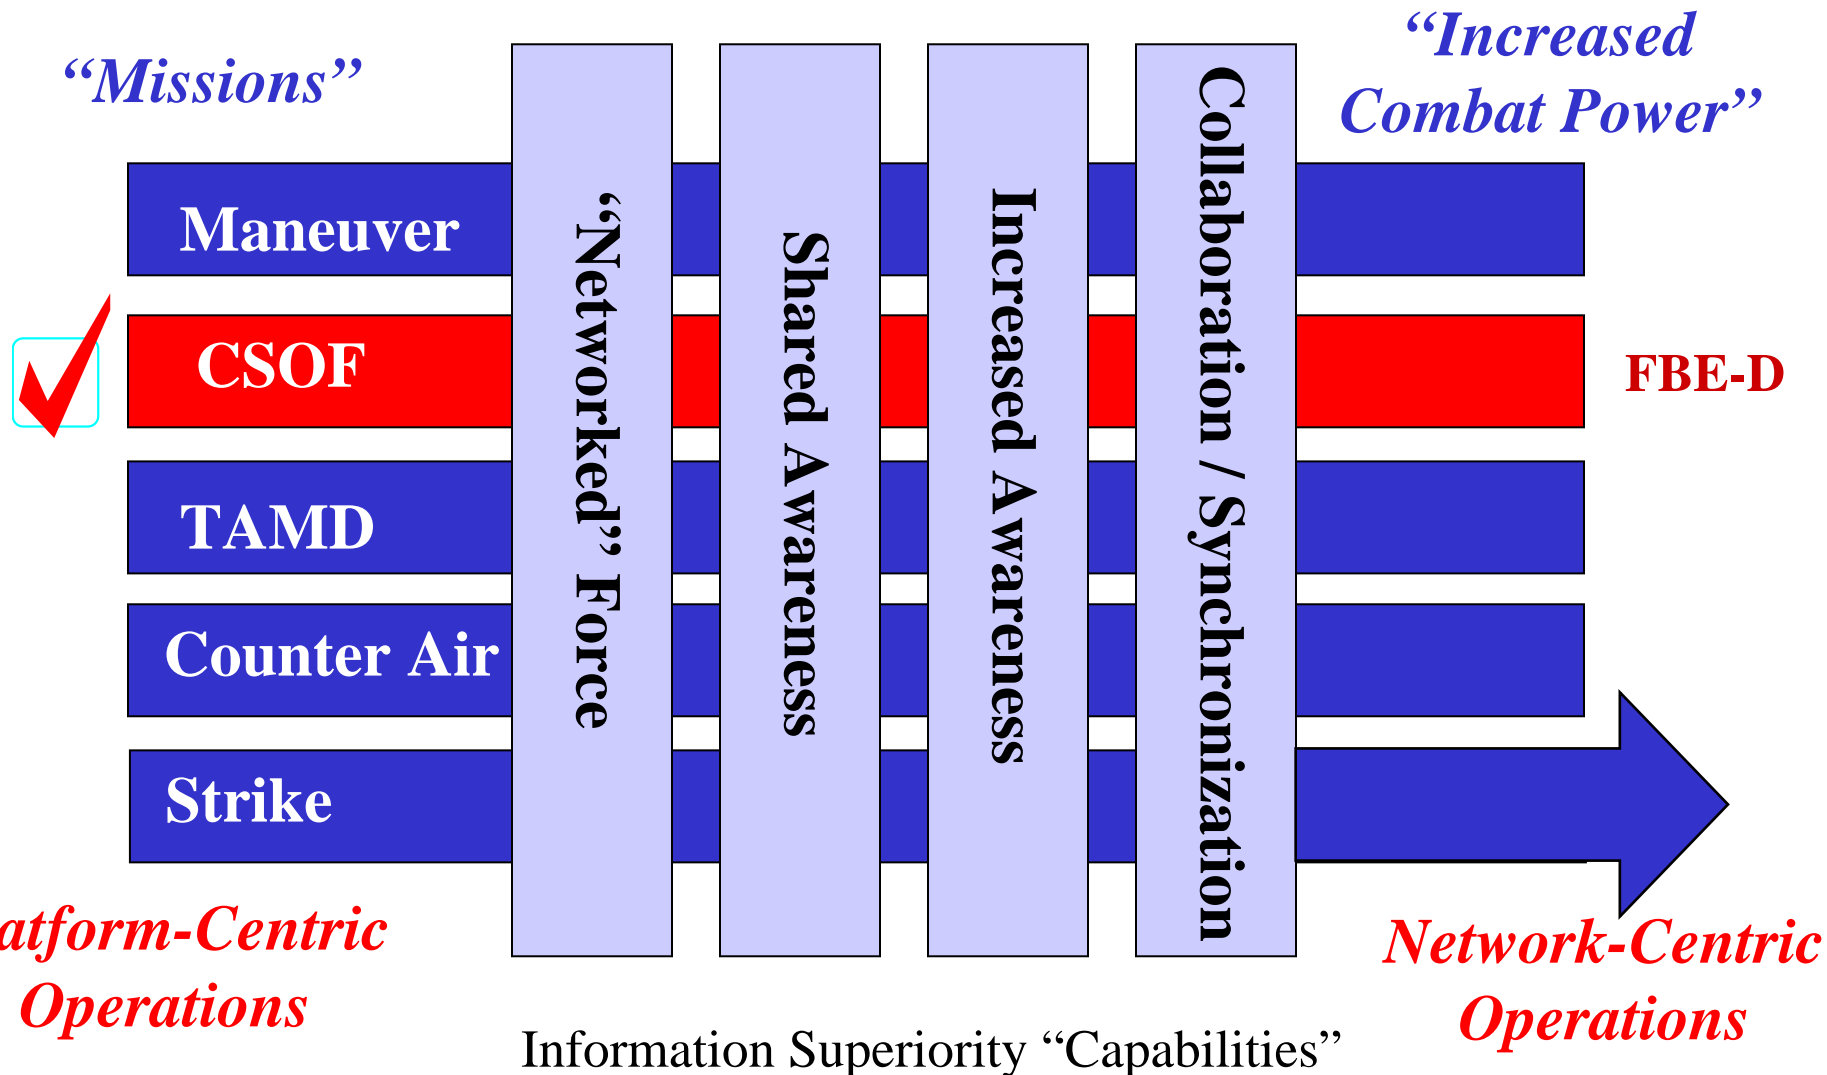 “Missions”
“Increased
Combat Power”
Maneuver
CSOF
TAMD
Counter Air
Strike
“Networked” Force
Shared Awareness
Increased Awareness
Collaboration / Synchronization
FBE-D
atform-Centric
Operations
Network-Centric
Operations
Information Superiority “Capabilities”